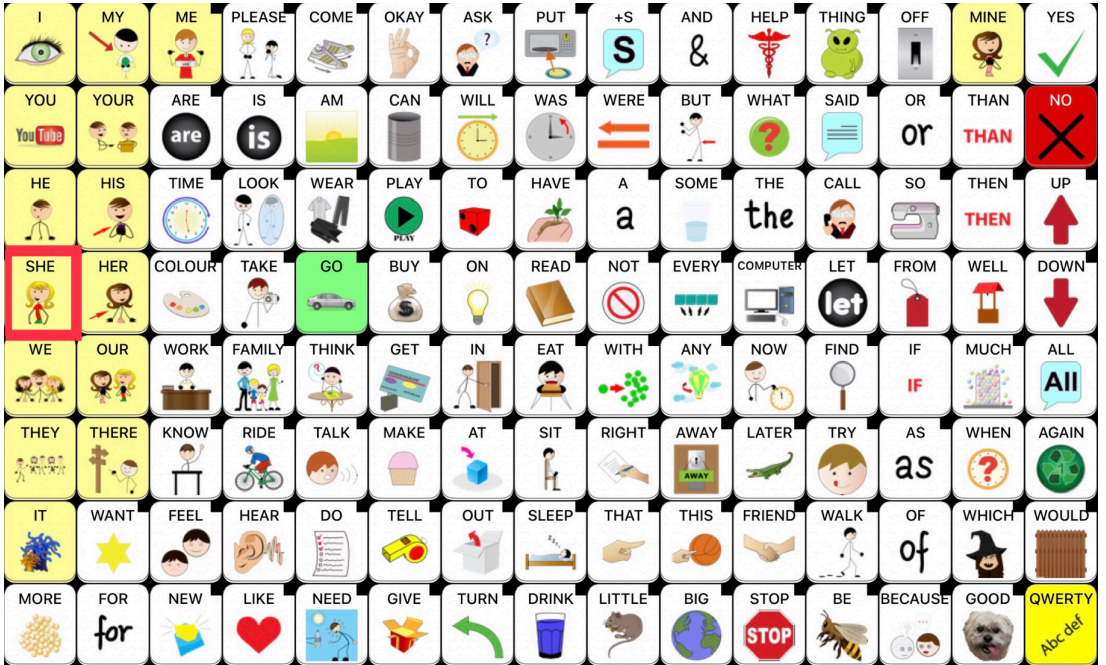 I MY ME PLEASE COME OKAY ASK PUT +S AND HELP THING OFF MINE YES
? S &
YOU YOUR ARE IS AM CAN WILL WAS WERE BUT WHAT SAID OR THAN NO
You Tube are is ? or THAN
HE HIS TIME LOOK WEAR PLAY TO HAVE A SOME THE CALL SO THEN UP
PLAY a the THEN
SHE HER COLOUR TAKE GO BUY ON READ NOT EVERY COMPUTER LET FROM WELL DOWN
$ let
WE OUR WORK FAMILY THINK GET IN EAT WITH ANY NOW FIND IF MUCH ALL
? IF All
THEY THERE KNOW RIDE TALK MAKE AT SIT RIGHT AWAY LATER TRY AS WHEN AGAIN
AWAY as ?
IT WANT FEEL HEAR DO TELL OUT SLEEP THAT THIS FRIEND WALK OF WHICH WOULD
of
MORE FOR NEW LIKE NEED GIVE TURN DRINK LITTLE BIG STOP BE BECAUSE GOOD QWERTY
for STOP Abc def